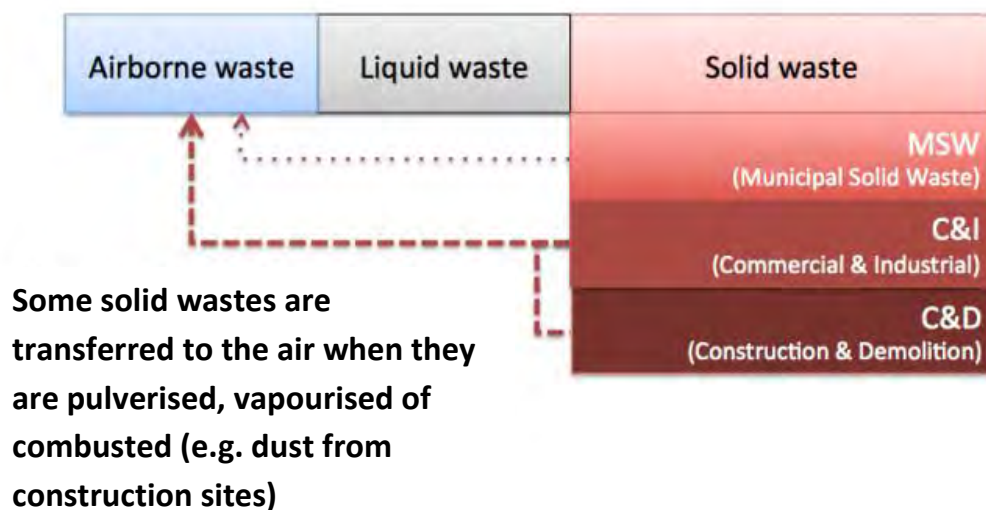 Airborne waste
Liquid waste
Solid waste
MSW
(Municipal Solid Waste)
C&I
(Commercial & Industrial)
C&D
(Construction & Demolition)
Some solid wastes are
transferred to the air when they
are pulverised, vapourised of
combusted (e.g. dust from
construction sites)